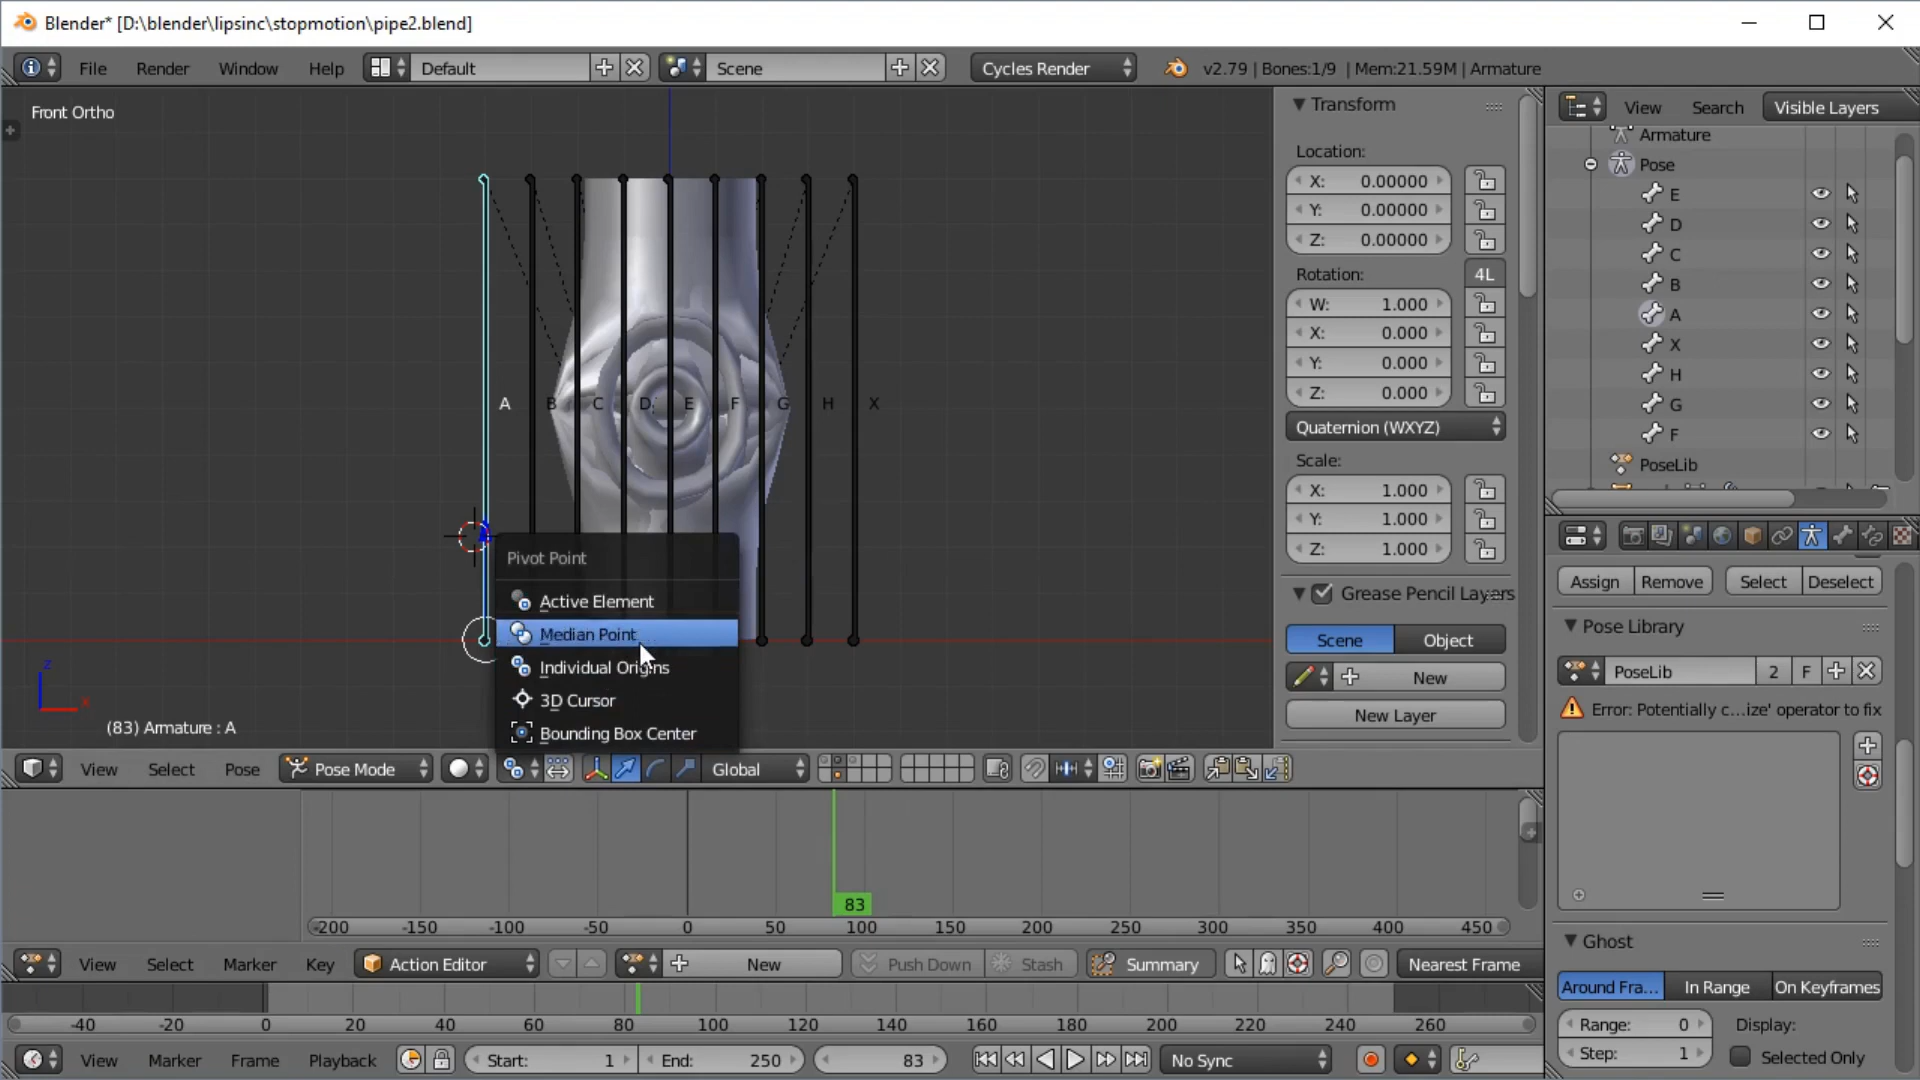 Blender* [D:\blender\lipsinc\stopmotion\pipe2.blend]
File Render Window Help Default Scene Cycles Render v2.79 | Bones:1/9 | Mem:21.59M | Armature
Front Ortho
A B C D E F G H X
Pivot Point
Active Element
Median Point
Individual Origins
3D Cursor
Bounding Box Center
z
x
(83) Armature : A
Transform
Location:
X: 0.00000
Y: 0.00000
Z: 0.00000
Rotation: 4L
W: 1.000
X: 0.000
Y: 0.000
Z: 0.000
Quaternion (WXYZ)
Scale:
X: 1.000
Y: 1.000
Z: 1.000
Grease Pencil Layers
Scene Object
New
New Layer
View Search Visible Layers
Armature
Pose
E
D
C
B
A
X
H
G
F
PoseLib
Assign Remove Select Deselect
Pose Library
PoseLib 2 F
Error: Potentially c...ize' operator to fix
Ghost
Around Fra... In Range On Keyframes
Range: 0 Display:
Step: 1 Selected Only
View Select Pose Pose Mode Global
83
-200 -150 -100 -50 0 50 100 150 200 250 300 350 400 450
View Select Marker Key Action Editor New Push Down Stash Summary Nearest Frame
-40 -20 0 20 40 60 80 100 120 140 160 180 200 220 240 260
View Marker Frame Playback Start: 1 End: 250 83 No Sync